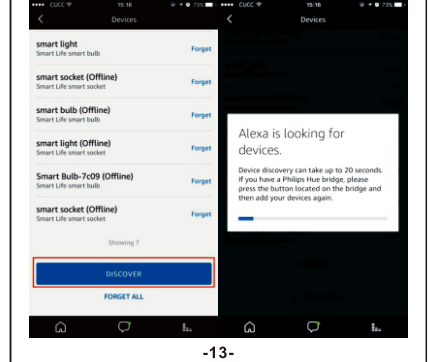 CUCC 15:16 73%
Devices
smart light
Smart Life smart bulb
Forget
smart socket (Offline)
Smart Life smart socket
Forget
smart bulb (Offline)
Smart Life smart bulb
Forget
smart light (Offline)
Smart Life smart socket
Forget
Smart Bulb-7c09 (Offline)
Smart Life smart bulb
Forget
smart socket (Offline)
Smart Life smart socket
Forget
Showing 7
DISCOVER
FORGET ALL
CUCC 15:16 73%
Devices
Alexa is looking for
devices.
Device discovery can take up to 20 seconds.
If you have a Philips Hue bridge, please
press the button located on the bridge and
then add your devices again.
-13-